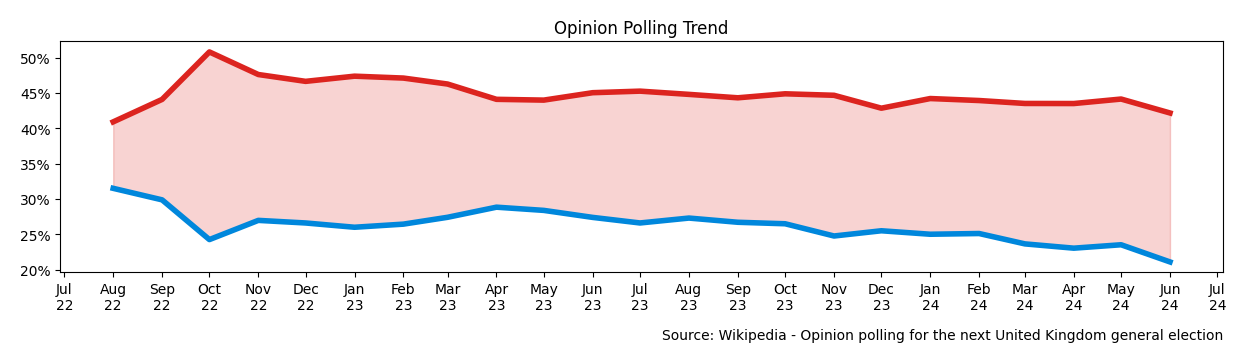 Opinion Polling Trend
50%
45%
40%
35%
30%
25%
20%
Jul Aug Sep Oct Nov Dec Jan Feb Mar Apr May Jun Jul Aug Sep Oct Nov Dec Jan Feb Mar Apr May Jun Jul
22 22 22 22 22 22 23 23 23 23 23 23 23 23 23 23 23 23 24 24 24 24 24 24 24
Source: Wikipedia - Opinion polling for the next United Kingdom general election